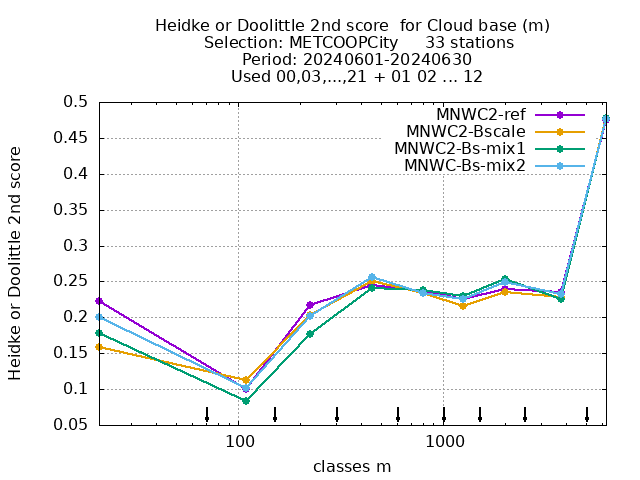 Heidke or Doolittle 2nd score  for Cloud base (m)
Selection: METCOOPCity     33 stations
Period: 20240601-20240630
Used 00,03,...,21 + 01 02 ... 12
MNWC2-ref
MNWC2-Bscale
MNWC2-Bs-mix1
MNWC-Bs-mix2
0.5
0.45
0.4
0.35
0.3
0.25
0.2
0.15
0.1
0.05
Heidke or Doolittle 2nd score
100
1000
classes m